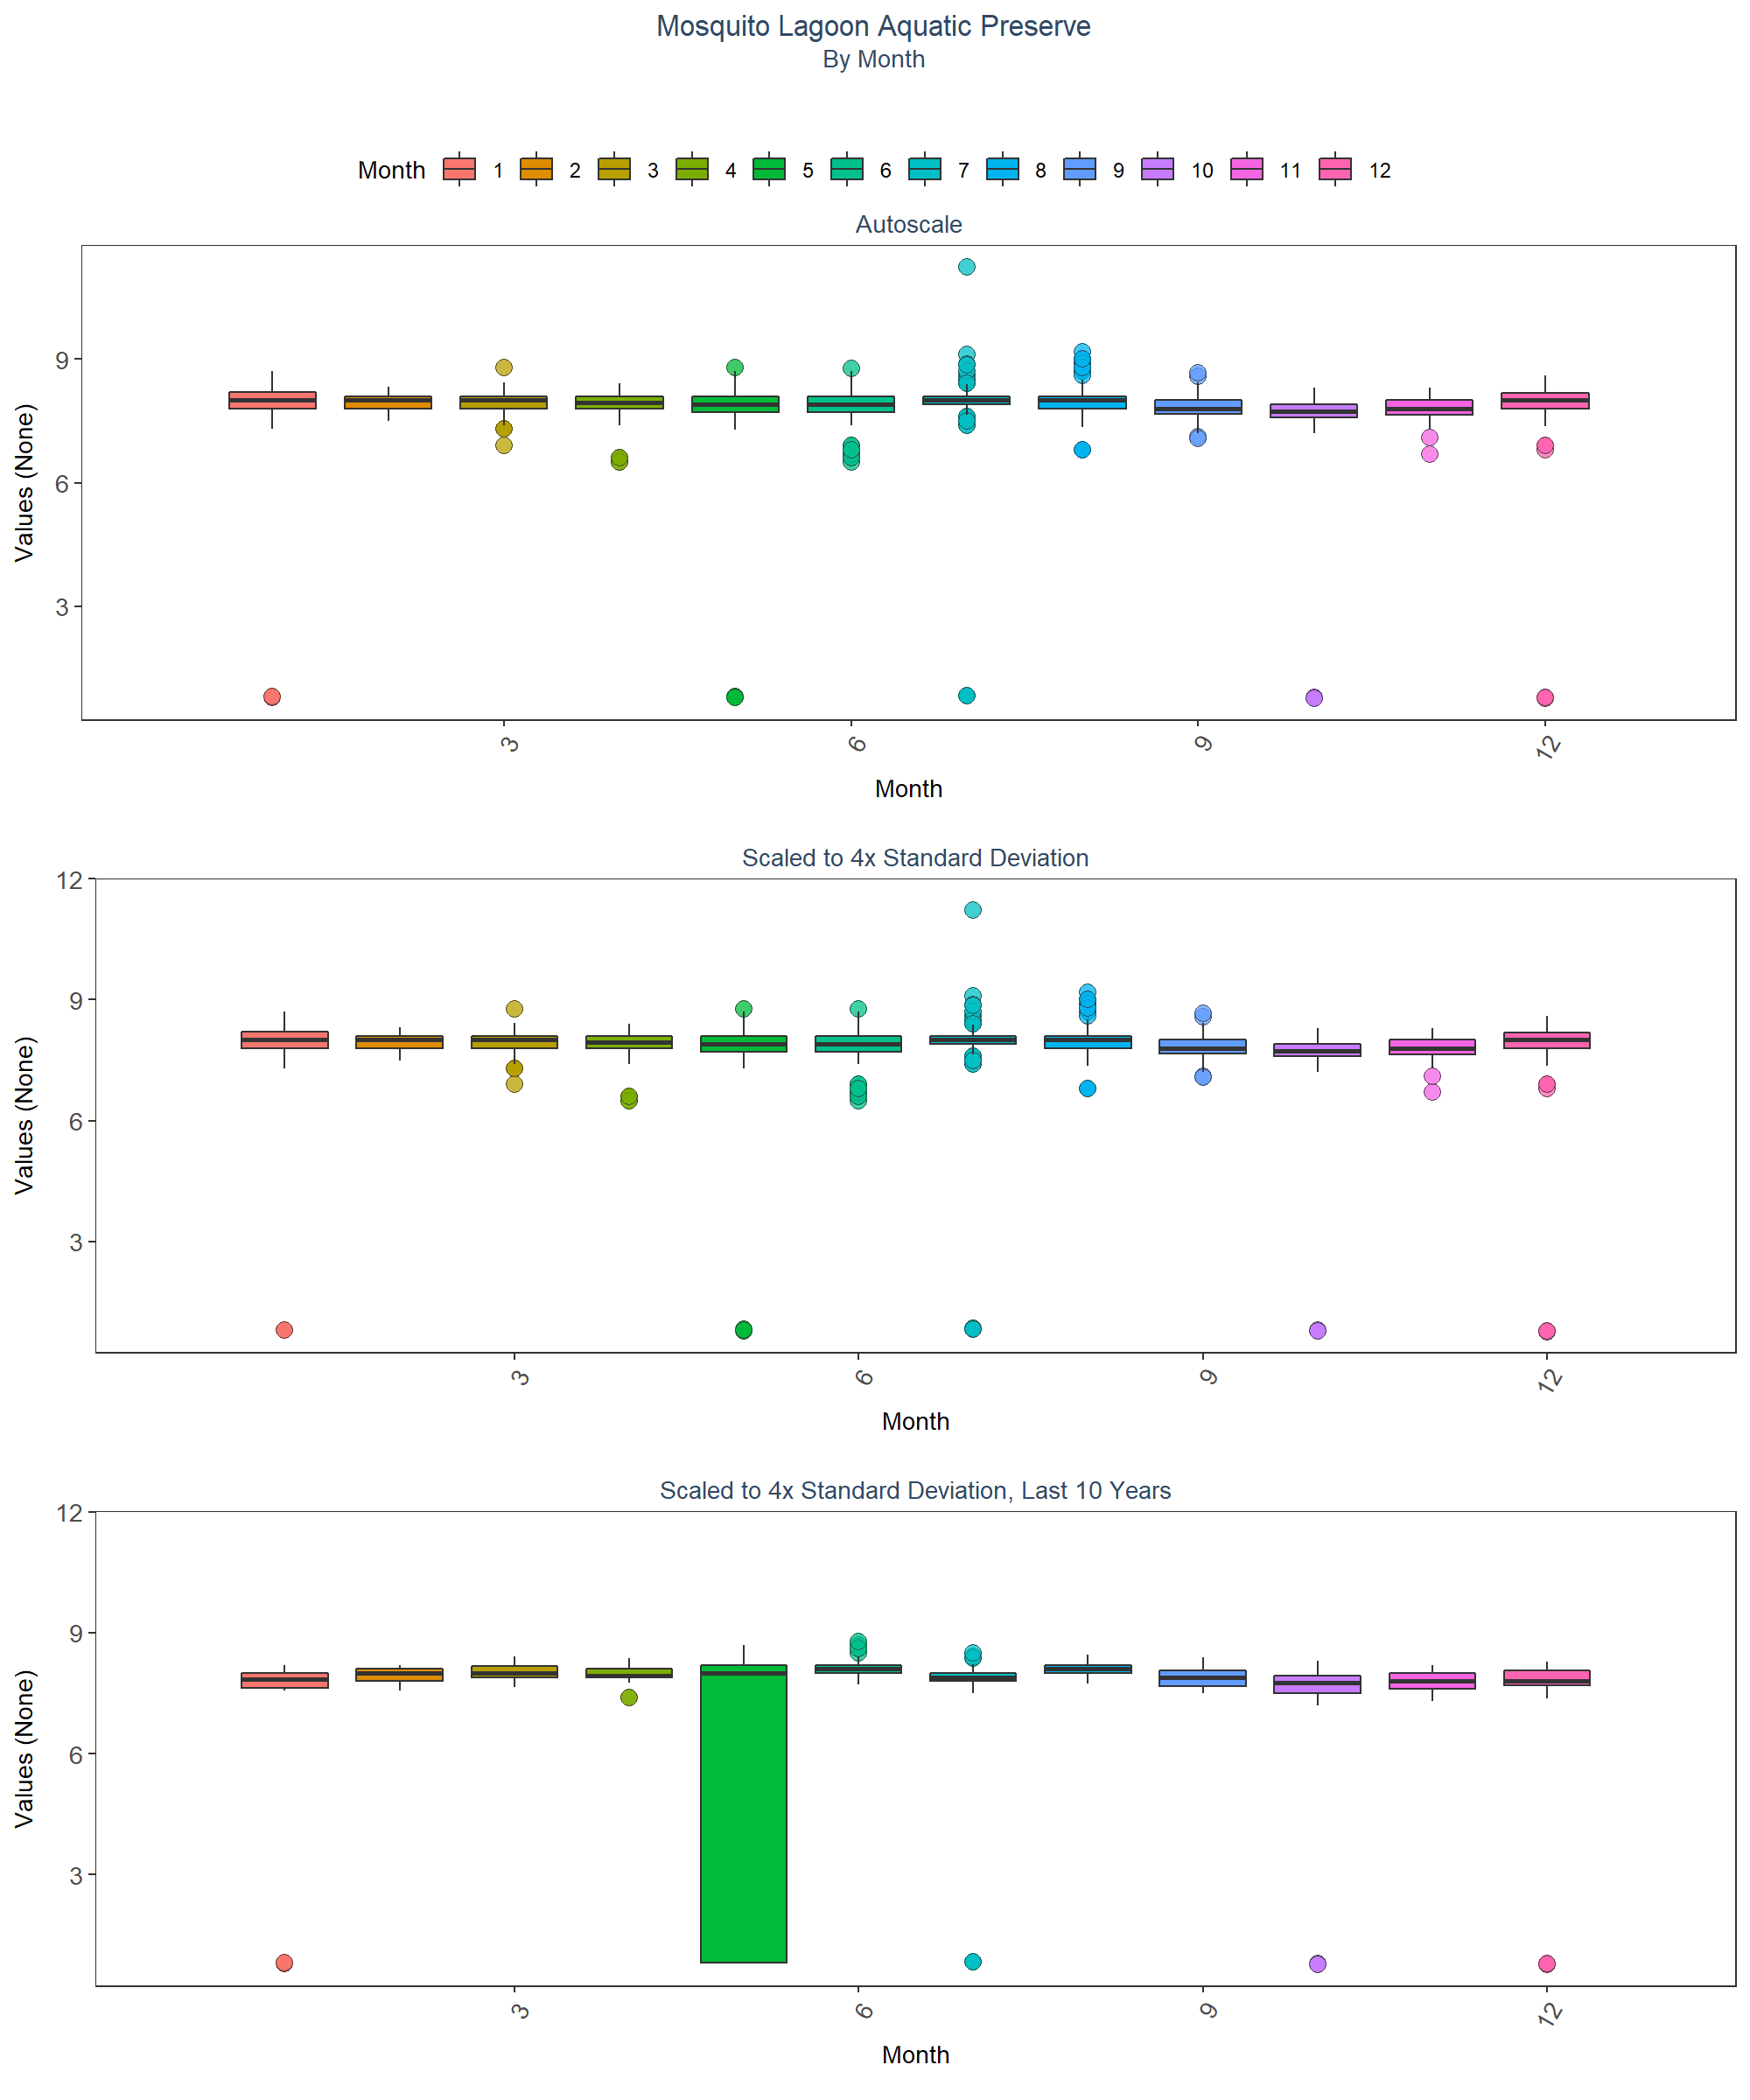 Mosquito Lagoon Aquatic Preserve
By Month
Month 1 2 3 4 5 6 7 8 9 10 11 12
Autoscale
Values (None)
9
6
3
3 6 9 12
Month
Scaled to 4x Standard Deviation
Values (None)
12
9
6
3
3 6 9 12
Month
Scaled to 4x Standard Deviation, Last 10 Years
Values (None)
12
9
6
3
3 6 9 12
Month